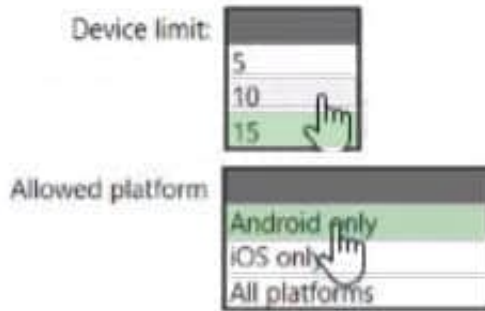 Device limit:
5
10
15
Allowed platform
Android only
iOS only
All platforms